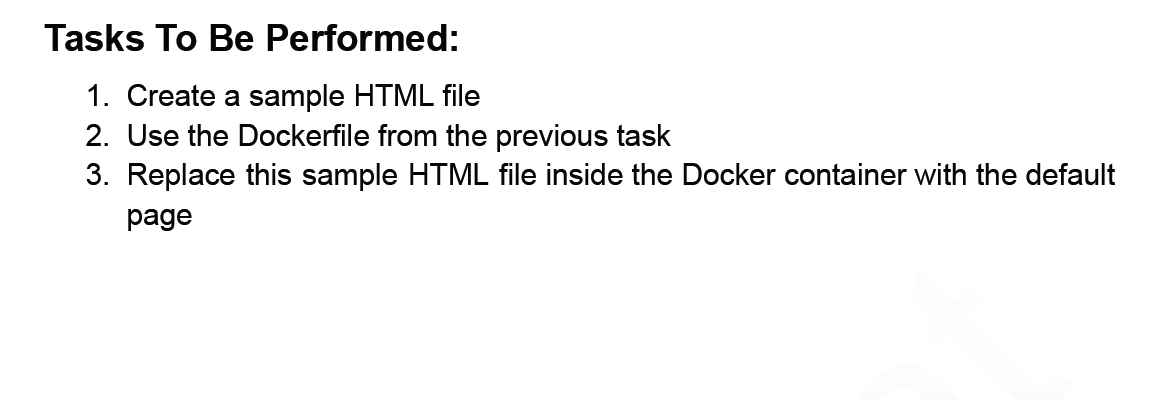 Tasks To Be Performed:
1. Create a sample HTML file
2. Use the Dockerfile from the previous task
3. Replace this sample HTML file inside the Docker container with the default
page